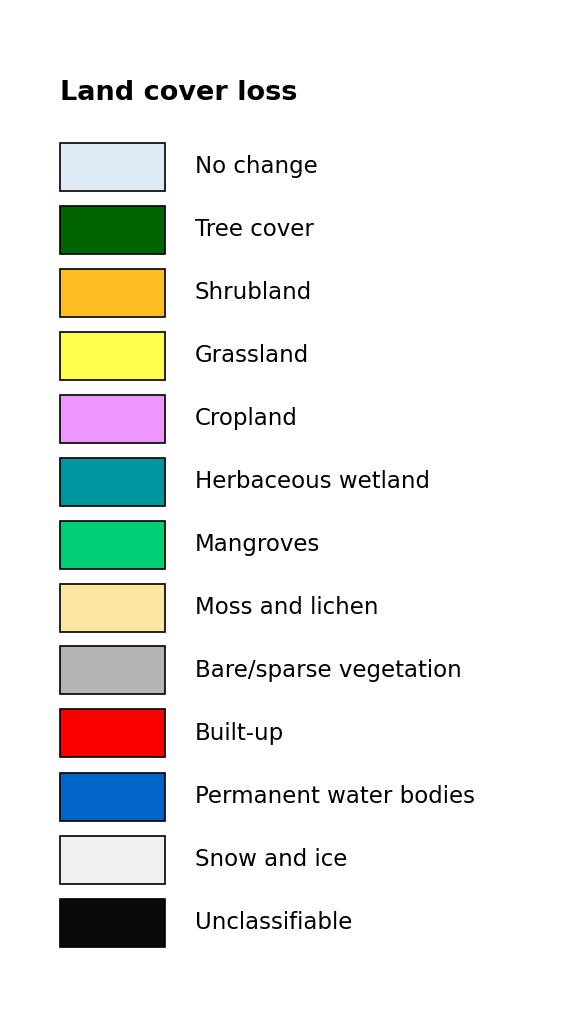 Land cover loss
No change
Tree cover
Shrubland
Grassland
Cropland
Herbaceous wetland
Mangroves
Moss and lichen
Bare/sparse vegetation
Built-up
Permanent water bodies
Snow and ice
Unclassifiable